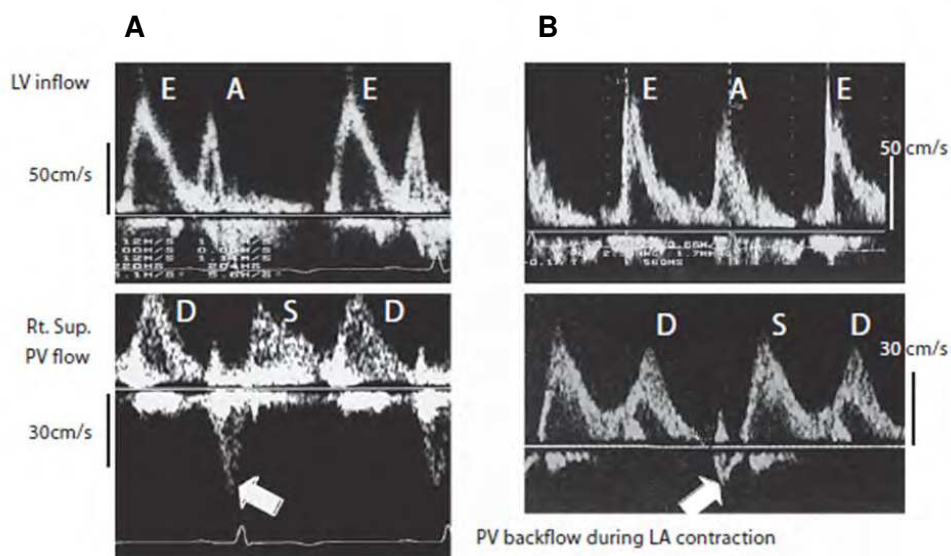 A B
LV inflow
E A E
E A E
50cm/s
50 cm/s
Rt. Sup.
PV flow
D S D
D S D
30cm/s
30 cm/s
PV backflow during LA contraction